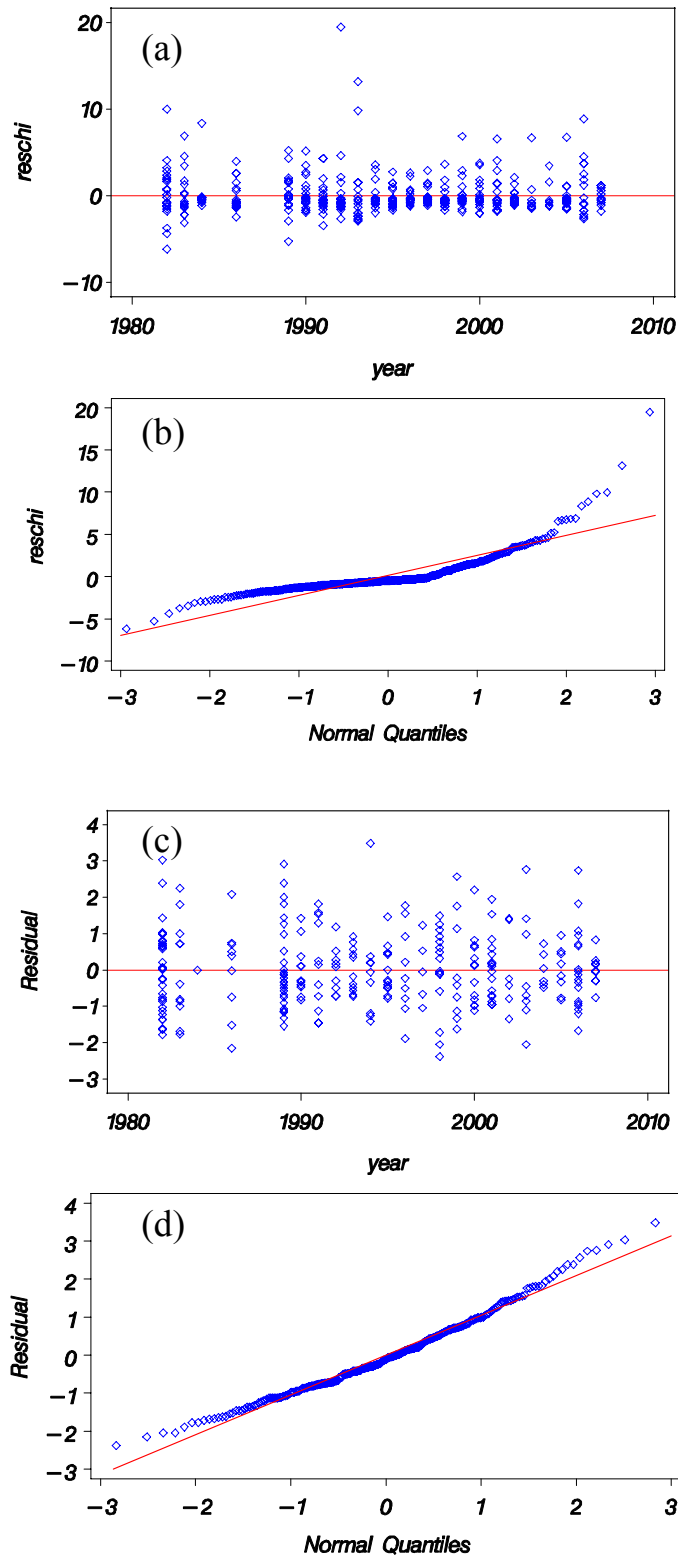 (a)
20
10
0
−10
reschi
1980 1990 2000 2010
year
(b)
20
15
10
5
0
−5
−10
reschi
−3 −2 −1 0 1 2 3
Normal Quantiles
(c)
4
3
2
1
0
−1
−2
−3
Residual
1980 1990 2000 2010
year
(d)
4
3
2
1
0
−1
−2
−3
Residual
−3 −2 −1 0 1 2 3
Normal Quantiles